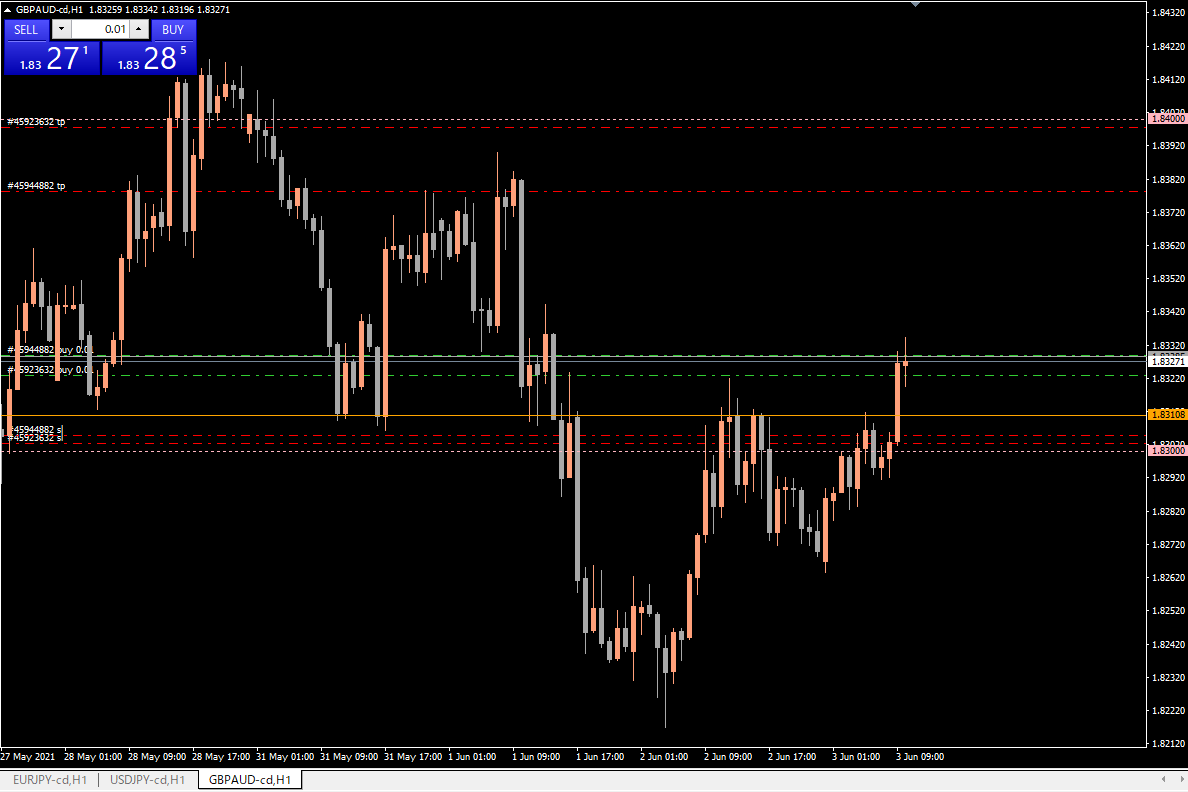 GBPAUD-cd,H1 1.83259 1.83342 1.83196 1.83271
SELL 0.01 BUY
1.83 27 1 1.83 28 5
1.84320
1.84220
1.84120
1.84020
#45923632 tp
1.84000
1.83920
1.83820
#45944882 tp
1.83720
1.83620
1.83520
1.83420
1.83320
#45944882 buy 0.01
1.83285
1.83271
#45923632 buy 0.01
1.83220
1.83108
#45944882 sl
#45923632 sl
1.83020
1.83000
1.82920
1.82820
1.82720
1.82620
1.82520
1.82420
1.82320
1.82220
1.82120
27 May 2021 28 May 01:00 28 May 09:00 28 May 17:00 31 May 01:00 31 May 09:00 31 May 17:00 1 Jun 01:00 1 Jun 09:00 1 Jun 17:00 2 Jun 01:00 2 Jun 09:00 2 Jun 17:00 3 Jun 01:00 3 Jun 09:00
EURJPY-cd,H1 USDJPY-cd,H1 GBPAUD-cd,H1